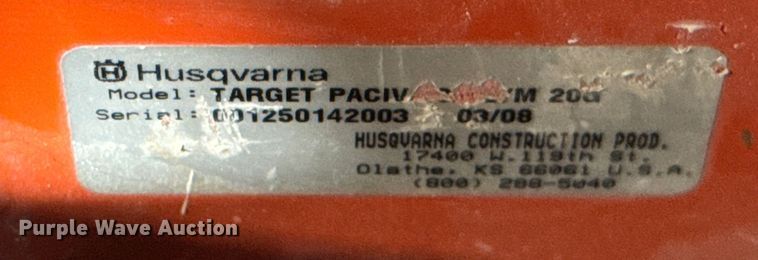 Husqvarna
Model: TARGET 20G
Serial: 001250142003 03/08
HUSQVARNA CONSTRUCTION PROD.
17400 W.119th St.
Olathe, KS 66061 U.S.A.
(800) 288-5040
Purple Wave Auction